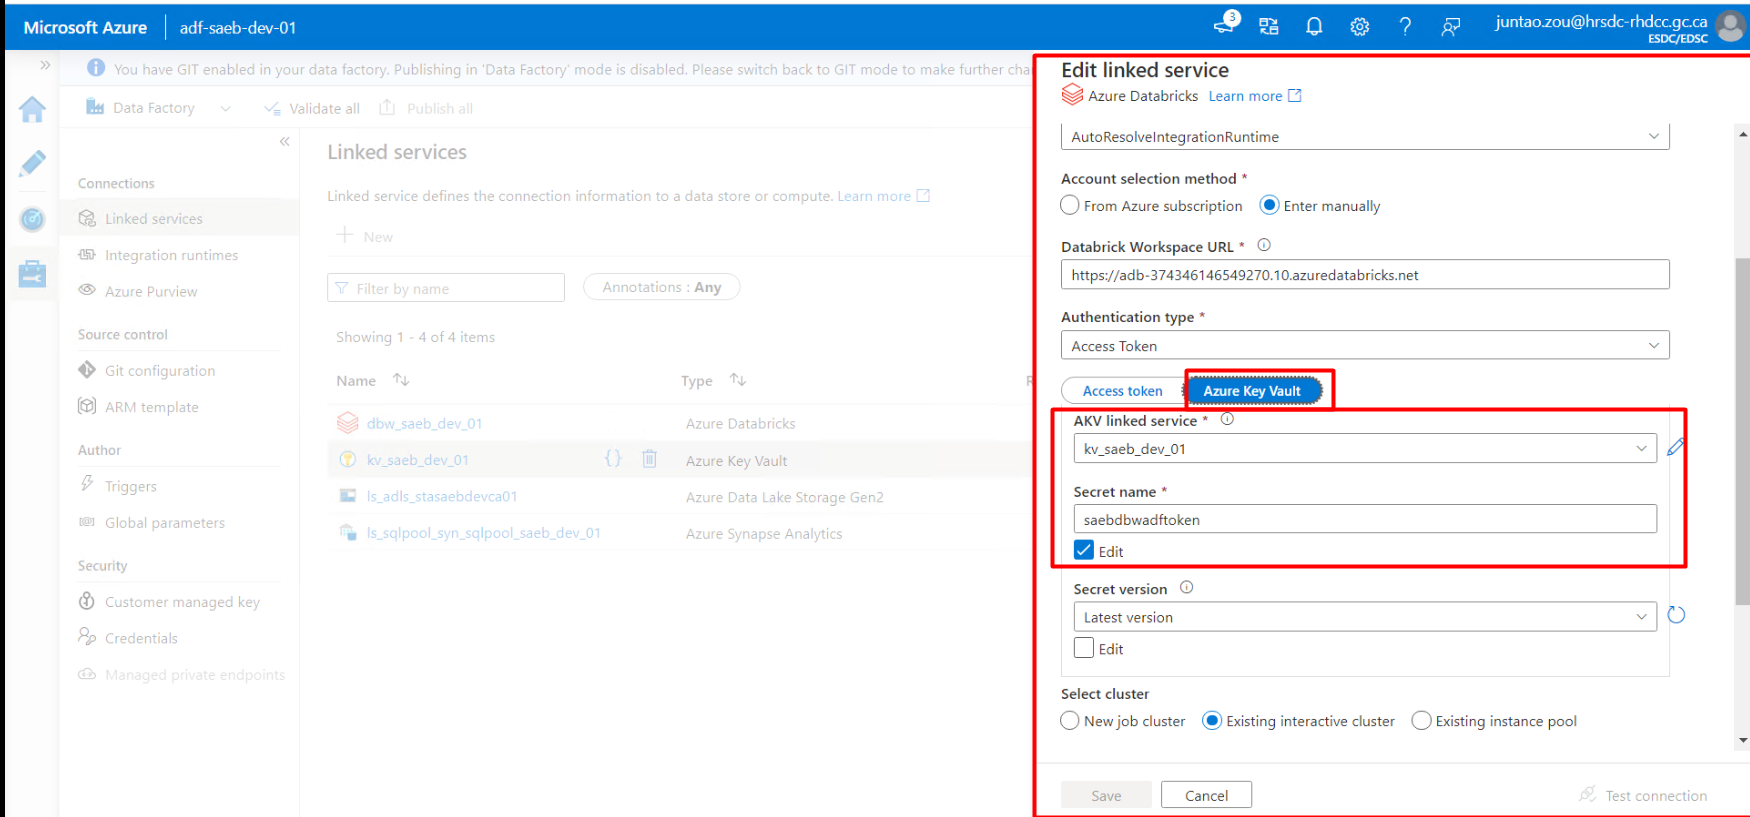 Microsoft Azure
adf-saeb-dev-01
3
juntao.zou@hrsdc-rhdcc.gc.ca
ESDC/EDSC
You have GIT enabled in your data factory. Publishing in 'Data Factory' mode is disabled. Please switch back to GIT mode to make further cha
Data Factory
Validate all
Publish all
Connections
Linked services
Integration runtimes
Azure Purview
Source control
Git configuration
ARM template
Author
Triggers
Global parameters
Security
Customer managed key
Credentials
Managed private endpoints
Linked services
Linked service defines the connection information to a data store or compute. Learn more
New
Filter by name
Annotations : Any
Showing 1 - 4 of 4 items
Name
Type
R
dbw_saeb_dev_01
Azure Databricks
kv_saeb_dev_01
{}
Azure Key Vault
ls_adls_stasaebdevca01
Azure Data Lake Storage Gen2
ls_sqlpool_syn_sqlpool_saeb_dev_01
Azure Synapse Analytics
Edit linked service
Azure Databricks Learn more
AutoResolveIntegrationRuntime
Account selection method *
From Azure subscription
Enter manually
Databrick Workspace URL *
https://adb-374346146549270.10.azuredatabricks.net
Authentication type *
Access Token
Access token
Azure Key Vault
AKV linked service *
kv_saeb_dev_01
Secret name *
saebdbwadftoken
Edit
Secret version
Latest version
Edit
Select cluster
New job cluster
Existing interactive cluster
Existing instance pool
Save
Cancel
Test connection